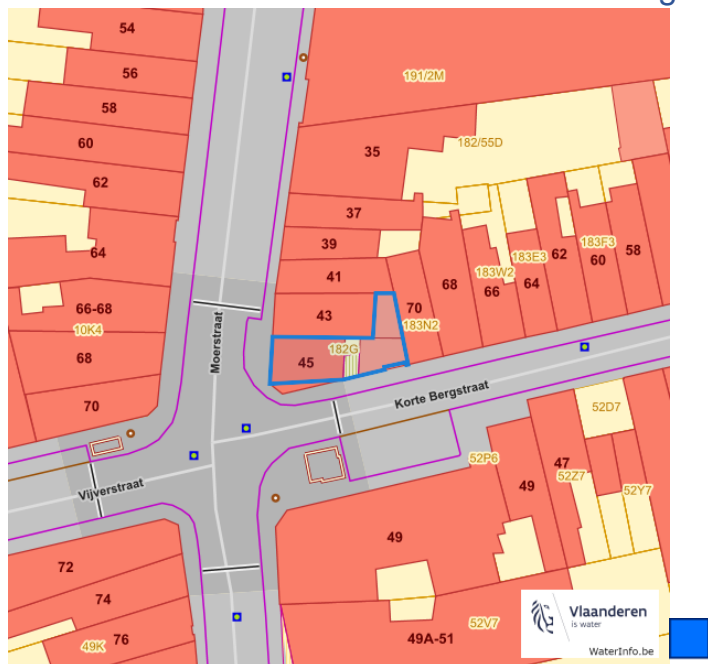 g
54
56
58
60
62
64
66-68
10K4
68
70
191/2M
35
182/55D
37
39
41
43
45
182G
70
183N2
68
183W2
66
183E3
64
62
183F3
60
58
Moerstraat
Korte Bergstraat
Vijverstraat
52D7
52P6
47
52Z7
49
52Y7
49
72
74
76
49K
52V7
49A-51
Vlaanderen
is water
WaterInfo.be